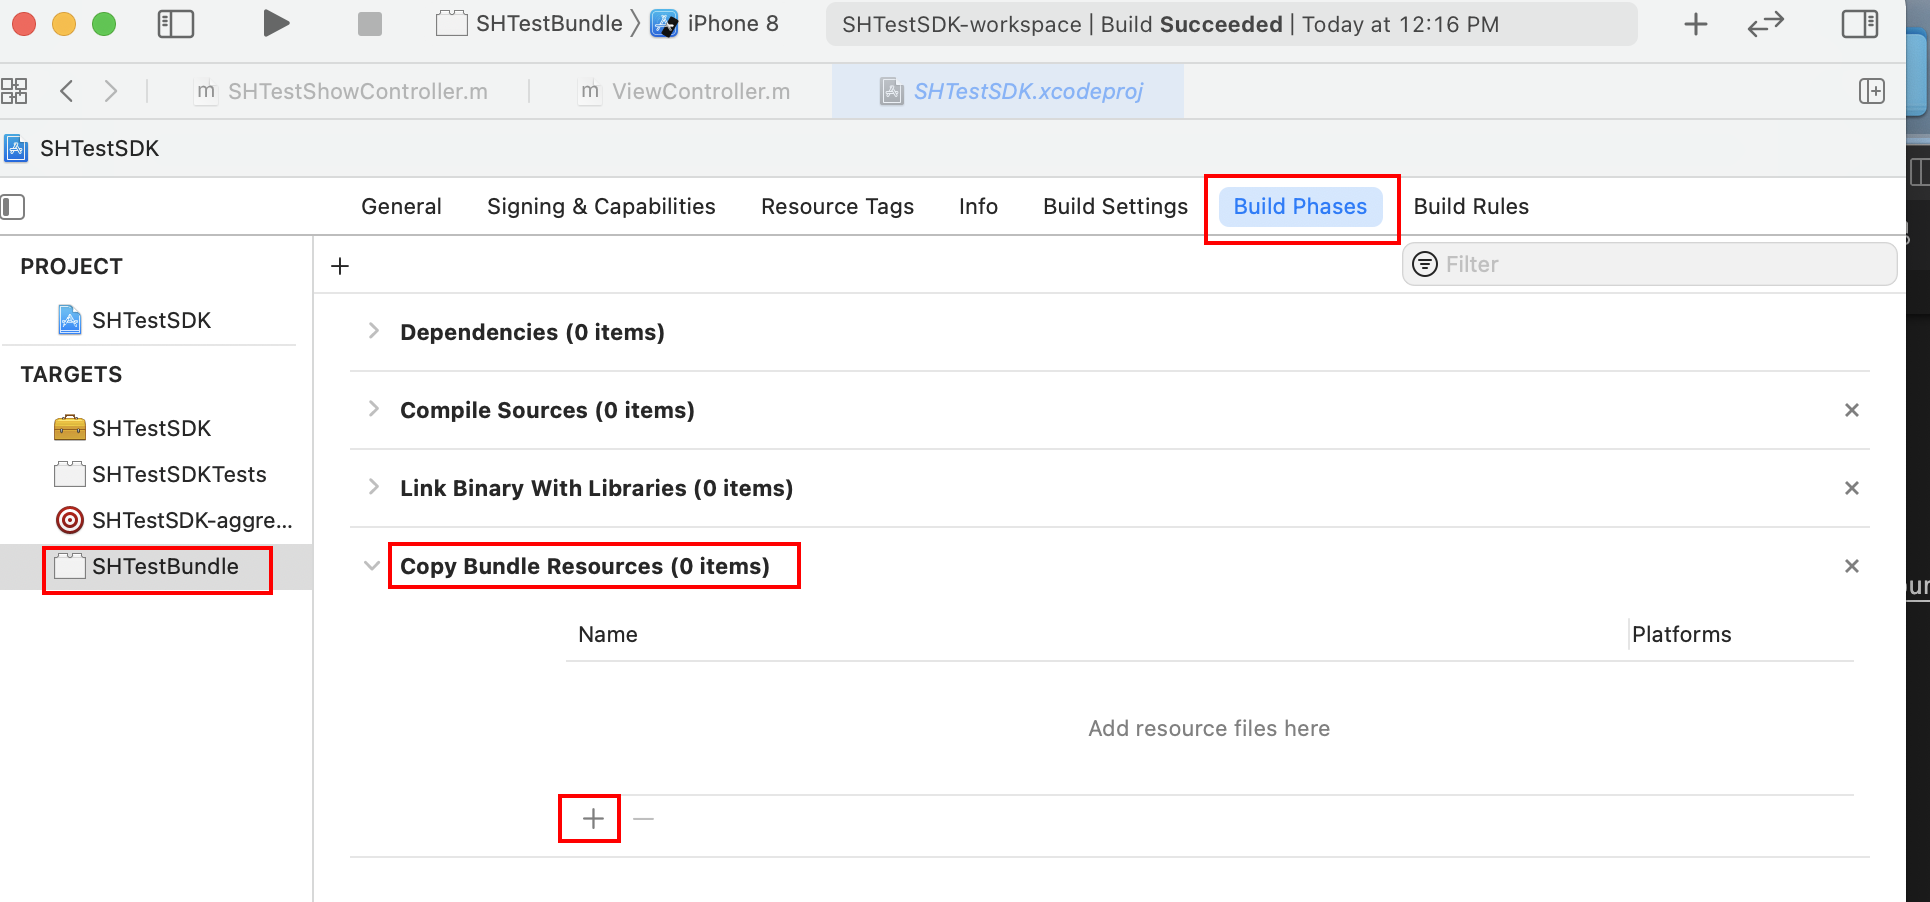 SHTestBundle
iPhone 8
SHTestSDK-workspace | Build Succeeded | Today at 12:16 PM
m SHTestShowController.m
m ViewController.m
SHTestSDK.xcodeproj
SHTestSDK
General
Signing & Capabilities
Resource Tags
Info
Build Settings
Build Phases
Build Rules
PROJECT
SHTestSDK
TARGETS
SHTestSDK
SHTestSDKTests
SHTestSDK-aggre...
SHTestBundle
Filter
Dependencies (0 items)
Compile Sources (0 items)
Link Binary With Libraries (0 items)
Copy Bundle Resources (0 items)
Name
Platforms
Add resource files here